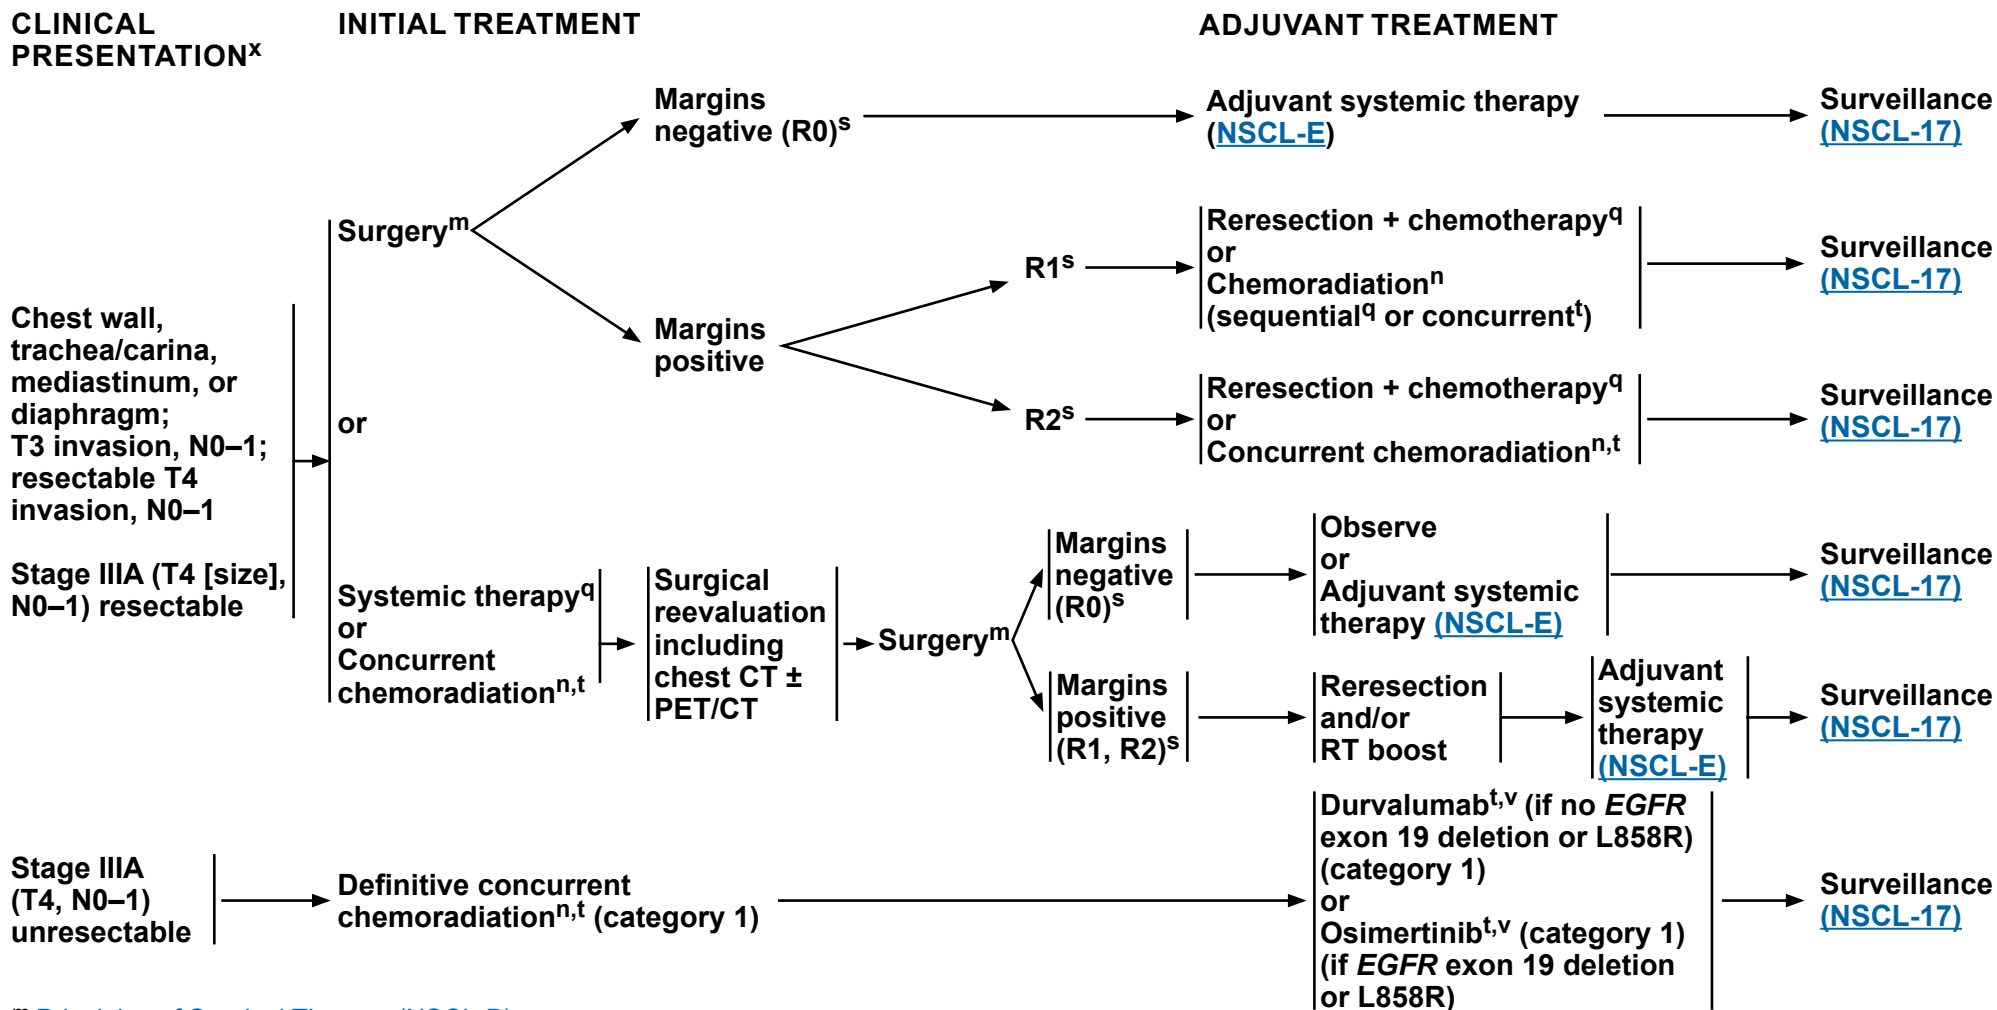 CLINICAL
PRESENTATIONˣ
INITIAL TREATMENT
ADJUVANT TREATMENT
Chest wall,
trachea/carina,
mediastinum, or
diaphragm;
T3 invasion, N0–1;
resectable T4
invasion, N0–1
Stage IIIA (T4 [size],
N0–1) resectable
Surgeryᵐ
or
Systemic therapy^q
or
Concurrent
chemoradiationⁿ,ᵗ
Margins
negative (R0)ˢ
Adjuvant systemic therapy
(NSCL-E)
Surveillance
(NSCL-17)
Margins
positive
R1ˢ
Reresection + chemotherapy^q
or
Chemoradiationⁿ
(sequential^q or concurrentᵗ)
Surveillance
(NSCL-17)
R2ˢ
Reresection + chemotherapy^q
or
Concurrent chemoradiationⁿ,ᵗ
Surveillance
(NSCL-17)
Surgical
reevaluation
including
chest CT ±
PET/CT
Surgeryᵐ
Margins
negative
(R0)ˢ
Observe
or
Adjuvant systemic
therapy (NSCL-E)
Surveillance
(NSCL-17)
Margins
positive
(R1, R2)ˢ
Reresection
and/or
RT boost
Adjuvant
systemic
therapy
(NSCL-E)
Surveillance
(NSCL-17)
Stage IIIA
(T4, N0–1)
unresectable
Definitive concurrent
chemoradiationⁿ,ᵗ (category 1)
Durvalumabᵗ,ᵛ (if no EGFR
exon 19 deletion or L858R)
(category 1)
or
Osimertinibᵗ,ᵛ (category 1)
(if EGFR exon 19 deletion
or L858R)
Surveillance
(NSCL-17)